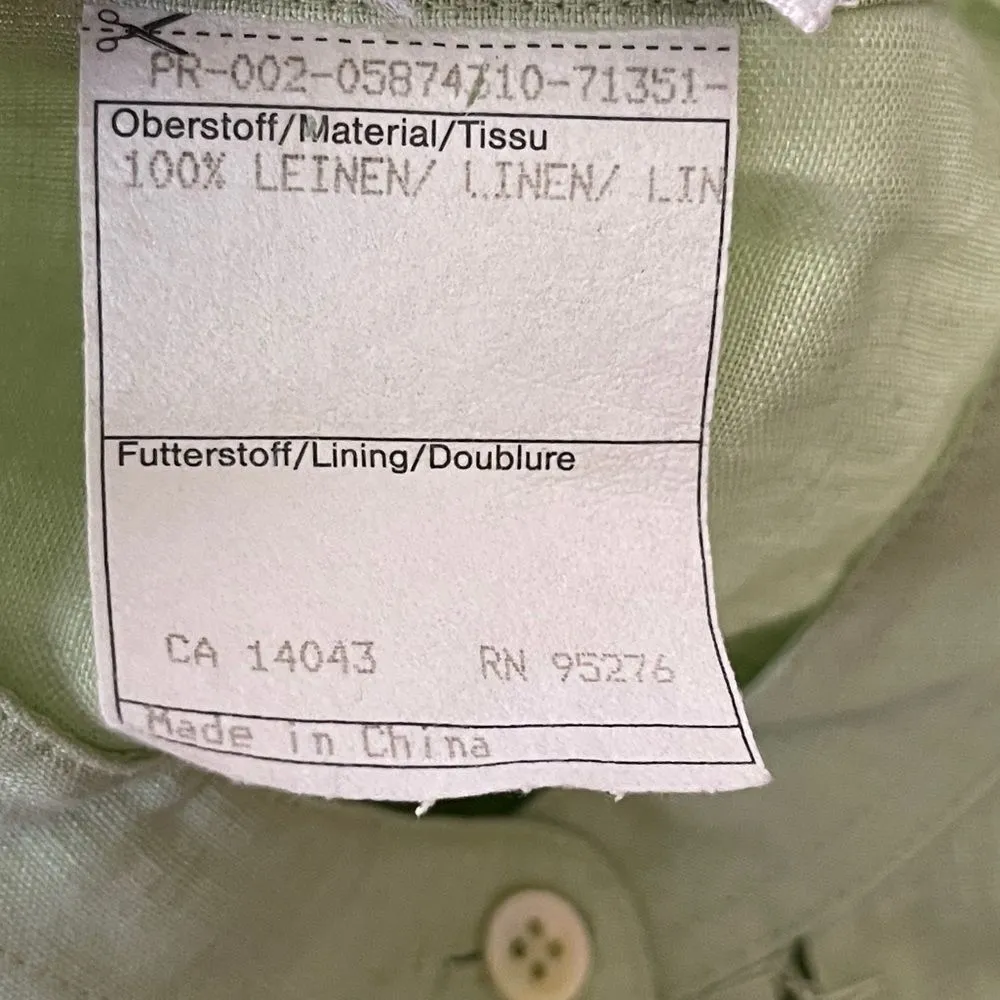 PR-002-05874310-71351-
Oberstoff/Material/Tissu
100% LEINEN/ LINEN/ LIN
Futterstoff/Lining/Doublure
CA 14043 RN 95276
Made in China